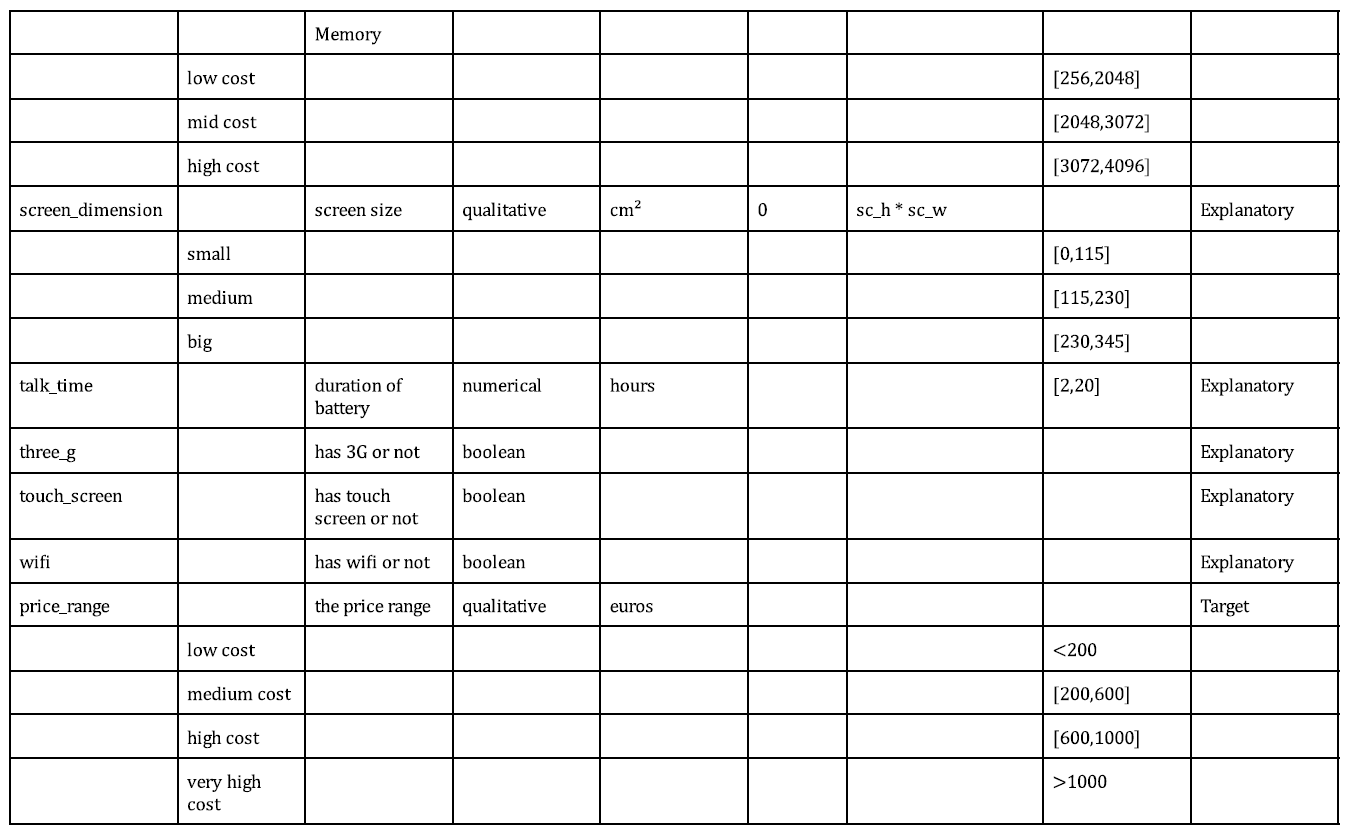 Memory
low cost [256,2048]
mid cost [2048,3072]
high cost [3072,4096]
screen_dimension screen size qualitative cm² 0 sc_h * sc_w Explanatory
small [0,115]
medium [115,230]
big [230,345]
talk_time duration of numerical hours [2,20] Explanatory
battery
three_g has 3G or not boolean Explanatory
touch_screen has touch boolean Explanatory
screen or not
wifi has wifi or not boolean Explanatory
price_range the price range qualitative euros Target
low cost <200
medium cost [200,600]
high cost [600,1000]
very high >1000
cost